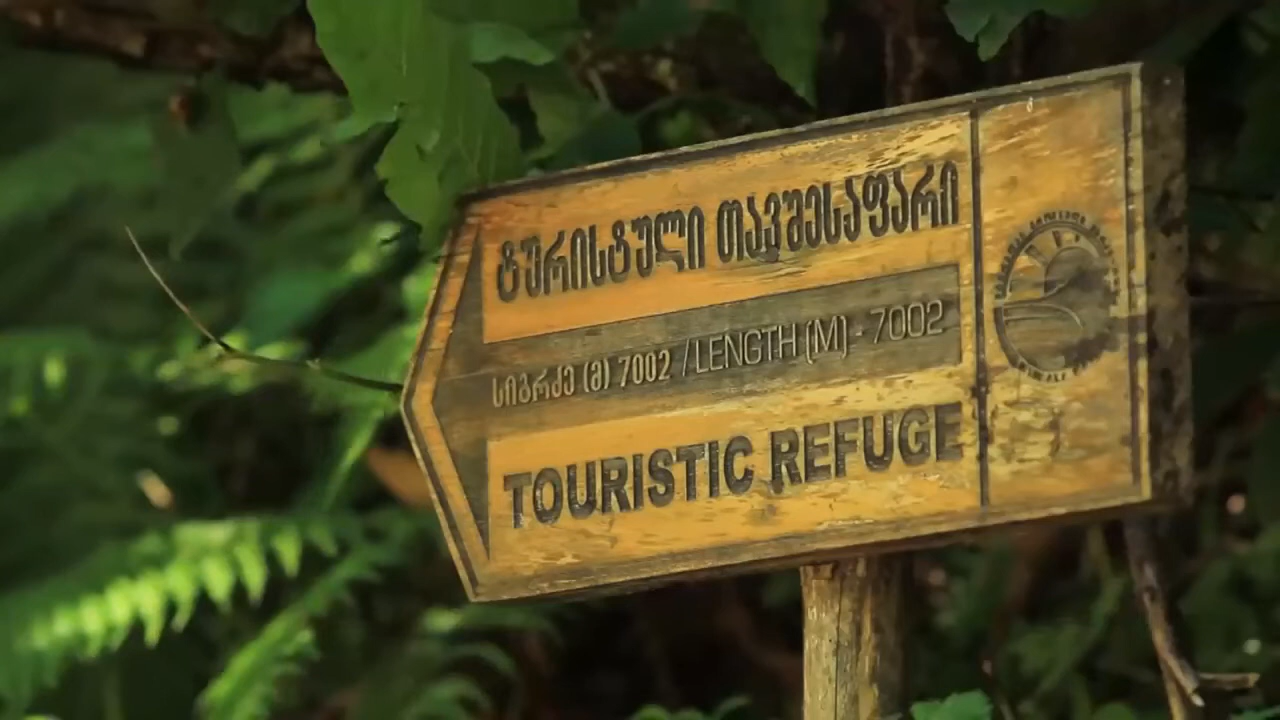 ტურისტული თავშესაფარი
სიგრძე (მ) 7002 / LENGTH (M) - 7002
TOURISTIC REFUGE